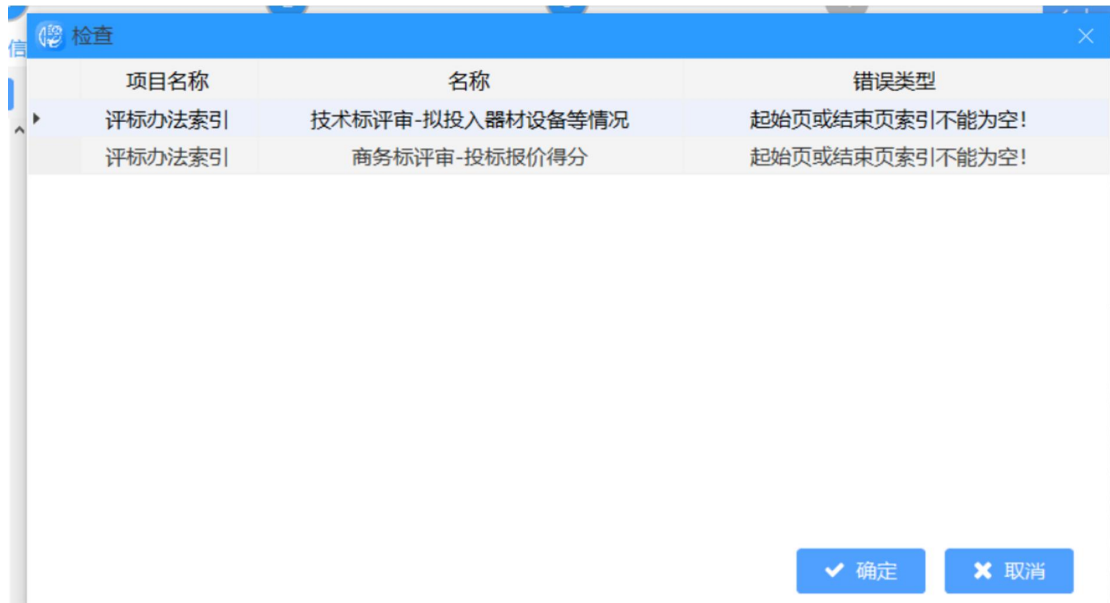 检查
信
项目名称 名称 错误类型
评标办法索引 技术标评审-拟投入器材设备等情况 起始页或结束页索引不能为空！
评标办法索引 商务标评审-投标报价得分 起始页或结束页索引不能为空！
确定 取消